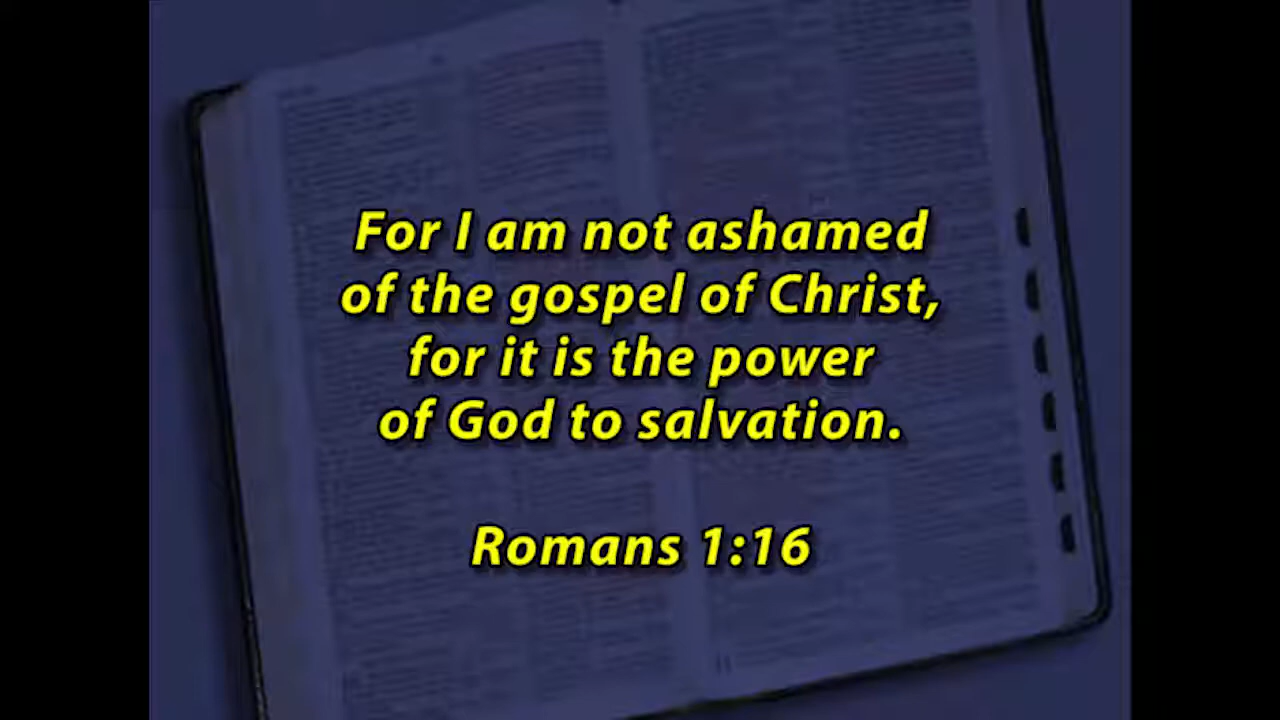 For I am not ashamed
of the gospel of Christ,
for it is the power
of God to salvation.
Romans 1:16